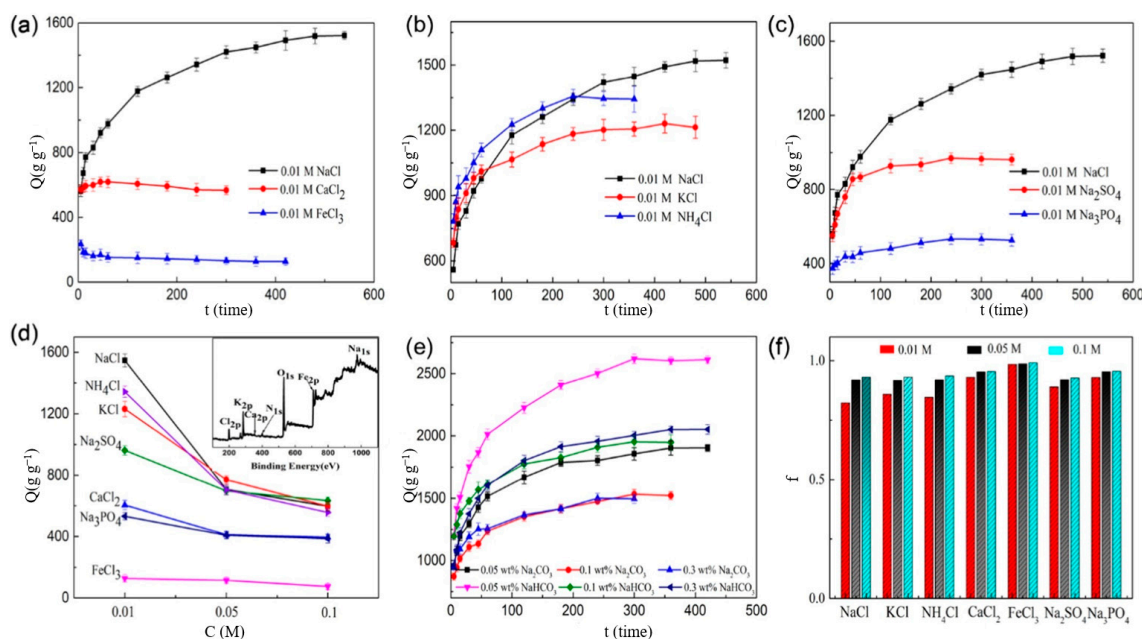 (a)
1600
1200
800
400
0
Q(g g⁻¹)
0.01 M NaCl
0.01 M CaCl₂
0.01 M FeCl₃
0
200
400
600
t (time)
(b)
1500
1200
900
600
Q(g g⁻¹)
0.01 M NaCl
0.01 M KCl
0.01 M NH₄Cl
0
100
200
300
400
500
600
t (time)
(c)
1600
1200
800
400
Q(g g⁻¹)
0.01 M NaCl
0.01 M Na₂SO₄
0.01 M Na₃PO₄
0
200
400
600
t (time)
(d)
1800
1600
1400
1200
1000
800
600
400
200
0
Q(g g⁻¹)
NaCl
NH₄Cl
KCl
Na₂SO₄
CaCl₂
Na₃PO₄
FeCl₃
Na₁ₛ
O₁ₛ
Fe₂ₚ
K₂ₚ
Ca₂ₚ
N₁ₛ
Cl₂ₚ
200 400 600 800 1000
Binding Energy(eV)
0.01
0.05
0.1
C (M)
(e)
3000
2500
2000
1500
1000
Q(g g⁻¹)
0.05 wt% Na₂CO₃ 0.1 wt% Na₂CO₃ 0.3 wt% Na₂CO₃
0.05 wt% NaHCO₃ 0.1 wt% NaHCO₃ 0.3 wt% NaHCO₃
0
100
200
300
400
500
t (time)
(f)
0.01 M 0.05 M 0.1 M
1.0
0.5
0.0
f
NaCl KCl NH₄Cl CaCl₂ FeCl₃ Na₂SO₄ Na₃PO₄